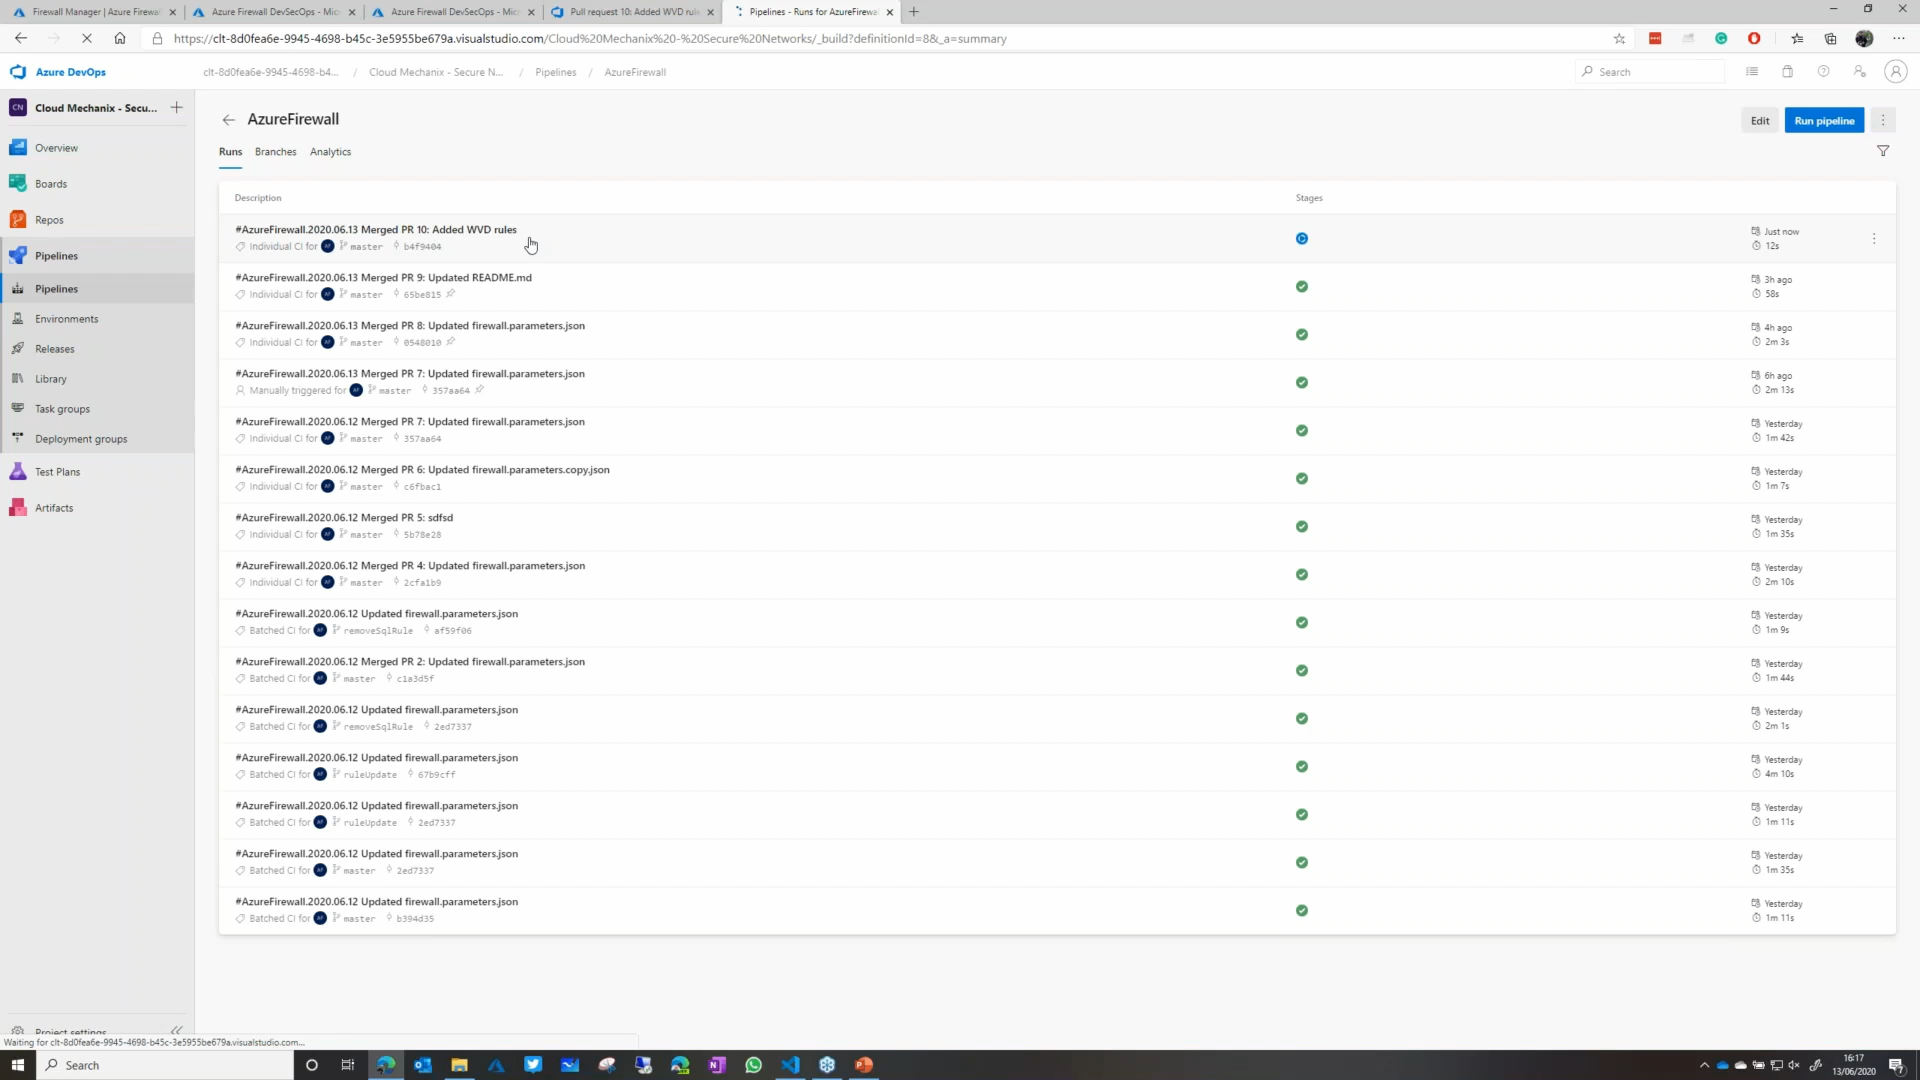 Firewall Manager | Azure Firewal
Azure Firewall DevSecOps - Mic
Azure Firewall DevSecOps - Mic
Pull request 10: Added WVD rule
Pipelines - Runs for AzureFirewa
https://clt-8d0fea6e-9945-4698-b45c-3e5955be679a.visualstudio.com/Cloud%20Mechanix%20-%20Secure%20Networks/_build?definitionId=8&_a=summary
Azure DevOps
clt-8d0fea6e-9945-4698-b4... / Cloud Mechanix - Secure N... / Pipelines / AzureFirewall
Search
CN Cloud Mechanix - Secu...
Overview
Boards
Repos
Pipelines
Pipelines
Environments
Releases
Library
Task groups
Deployment groups
Test Plans
Artifacts
Project settings
AzureFirewall
Edit
Run pipeline
Runs Branches Analytics
Description Stages
#AzureFirewall.2020.06.13 Merged PR 10: Added WVD rules
Individual CI for AF master b4f9404
Just now
12s
#AzureFirewall.2020.06.13 Merged PR 9: Updated README.md
Individual CI for AF master 65be815
3h ago
58s
#AzureFirewall.2020.06.13 Merged PR 8: Updated firewall.parameters.json
Individual CI for AF master 0548010
4h ago
2m 3s
#AzureFirewall.2020.06.13 Merged PR 7: Updated firewall.parameters.json
Manually triggered for AF master 357aa64
6h ago
2m 13s
#AzureFirewall.2020.06.12 Merged PR 7: Updated firewall.parameters.json
Individual CI for AF master 357aa64
Yesterday
1m 42s
#AzureFirewall.2020.06.12 Merged PR 6: Updated firewall.parameters.copy.json
Individual CI for AF master c6fbac1
Yesterday
1m 7s
#AzureFirewall.2020.06.12 Merged PR 5: sdfsd
Individual CI for AF master 5b78e28
Yesterday
1m 35s
#AzureFirewall.2020.06.12 Merged PR 4: Updated firewall.parameters.json
Individual CI for AF master 2cfa1b9
Yesterday
2m 10s
#AzureFirewall.2020.06.12 Updated firewall.parameters.json
Batched CI for AF removeSqlRule af59f06
Yesterday
1m 9s
#AzureFirewall.2020.06.12 Merged PR 2: Updated firewall.parameters.json
Batched CI for AF master c1a3d5f
Yesterday
1m 44s
#AzureFirewall.2020.06.12 Updated firewall.parameters.json
Batched CI for AF removeSqlRule 2ed7337
Yesterday
2m 1s
#AzureFirewall.2020.06.12 Updated firewall.parameters.json
Batched CI for AF ruleUpdate 67b9cff
Yesterday
4m 10s
#AzureFirewall.2020.06.12 Updated firewall.parameters.json
Batched CI for AF ruleUpdate 2ed7337
Yesterday
1m 11s
#AzureFirewall.2020.06.12 Updated firewall.parameters.json
Batched CI for AF master 2ed7337
Yesterday
1m 35s
#AzureFirewall.2020.06.12 Updated firewall.parameters.json
Batched CI for AF master b394d35
Yesterday
1m 11s
Waiting for clt-8d0fea6e-9945-4698-b45c-3e5955be679a.visualstudio.com...
Search
16:17
13/06/2020